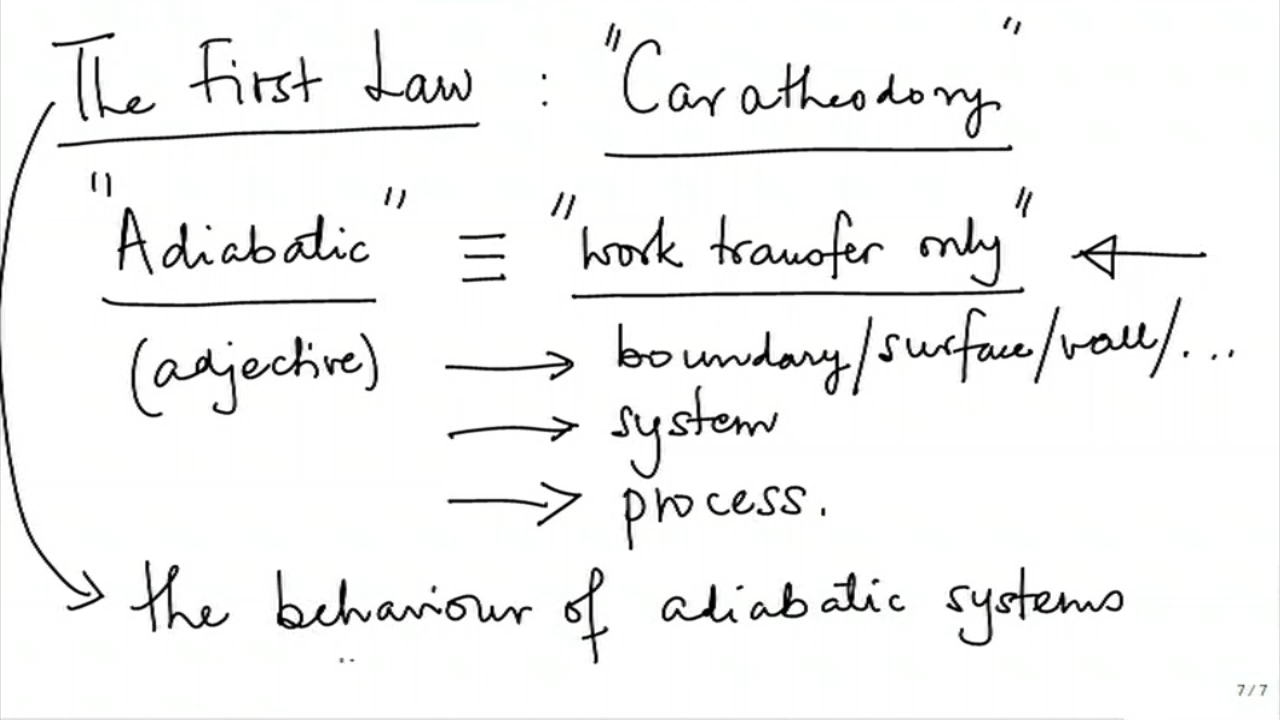 The First Law : "Caratheodory"
"Adiabatic" ≡ "work transfer only" ←
(adjective) → boundary/surface/wall/...
→ system
→ process.
the behaviour of adiabatic systems
7/7